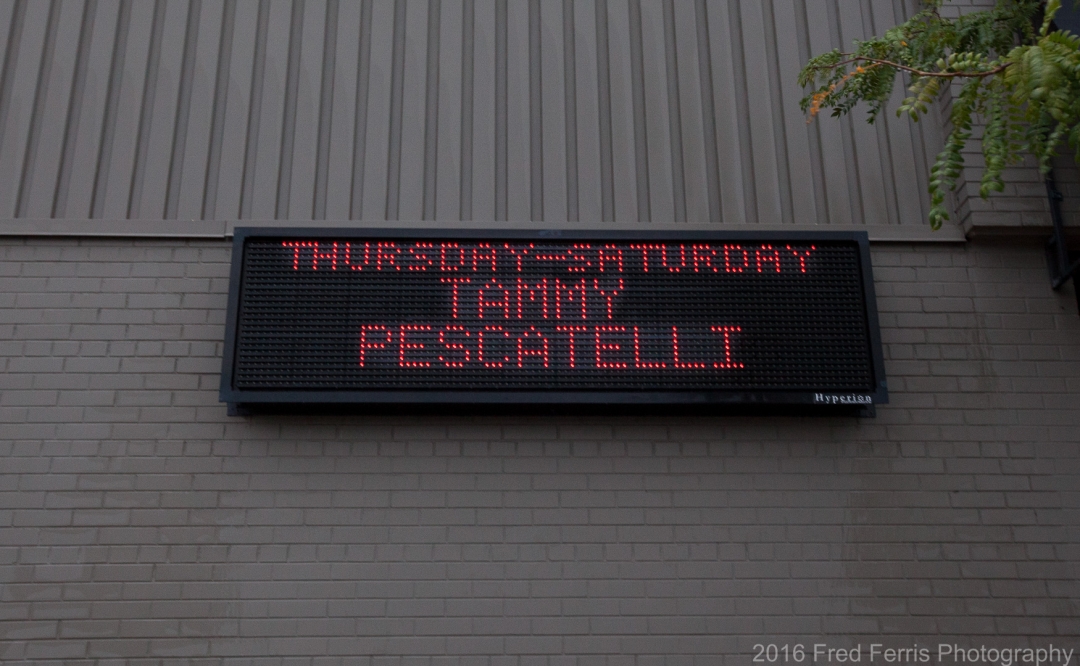 THURSDAY-SATURDAY
TAMMY
PESCATELLI
Hyperion
2016 Fred Ferris Photography